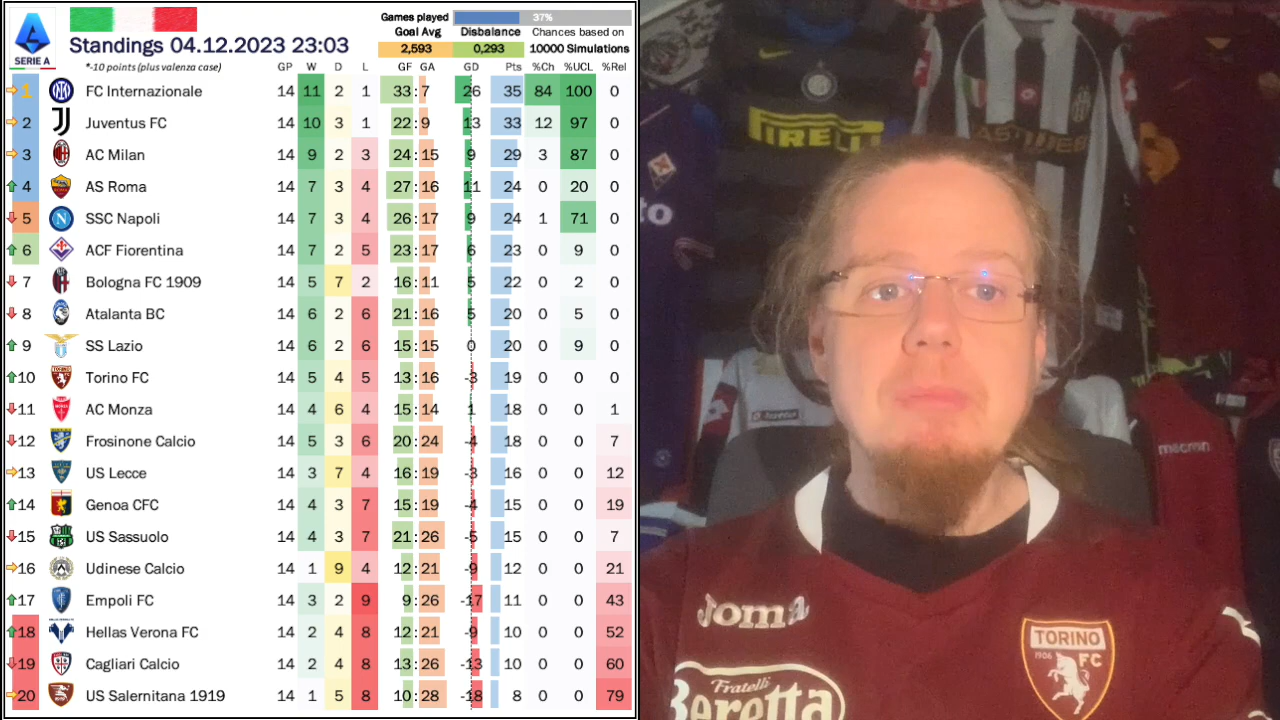 Games played 37%
Goal Avg Disbalance Chances based on
SERIE A Standings 04.12.2023 23:03 2,593 0,293 10000 Simulations
*-10 points (plus valenza case) GP W D L GF GA GD Pts %Ch %UCL %Rel
1 FC Internazionale 14 11 2 1 33:7 26 35 84 100 0
2 Juventus FC 14 10 3 1 22:9 13 33 12 97 0
3 AC Milan 14 9 2 3 24:15 9 29 3 87 0
4 AS Roma 14 7 3 4 27:16 11 24 0 20 0
5 SSC Napoli 14 7 3 4 26:17 9 24 1 71 0
6 ACF Fiorentina 14 7 2 5 23:17 6 23 0 9 0
7 Bologna FC 1909 14 5 7 2 16:11 5 22 0 2 0
8 Atalanta BC 14 6 2 6 21:16 5 20 0 5 0
9 SS Lazio 14 6 2 6 15:15 0 20 0 9 0
10 Torino FC 14 5 4 5 13:16 -3 19 0 0 0
11 AC Monza 14 4 6 4 15:14 1 18 0 0 1
12 Frosinone Calcio 14 5 3 6 20:24 -4 18 0 0 7
13 US Lecce 14 3 7 4 16:19 -3 16 0 0 12
14 Genoa CFC 14 4 3 7 15:19 -4 15 0 0 19
15 US Sassuolo 14 4 3 7 21:26 -5 15 0 0 7
16 Udinese Calcio 14 1 9 4 12:21 -9 12 0 0 21
17 Empoli FC 14 3 2 9 9:26 -17 11 0 0 43
18 Hellas Verona FC 14 2 4 8 12:21 -9 10 0 0 52
19 Cagliari Calcio 14 2 4 8 13:26 -13 10 0 0 60
20 US Salernitana 1919 14 1 5 8 10:28 -18 8 0 0 79
PIRELLI
macron
Joma
TORINO
1906 FC
Fratelli
Beretta